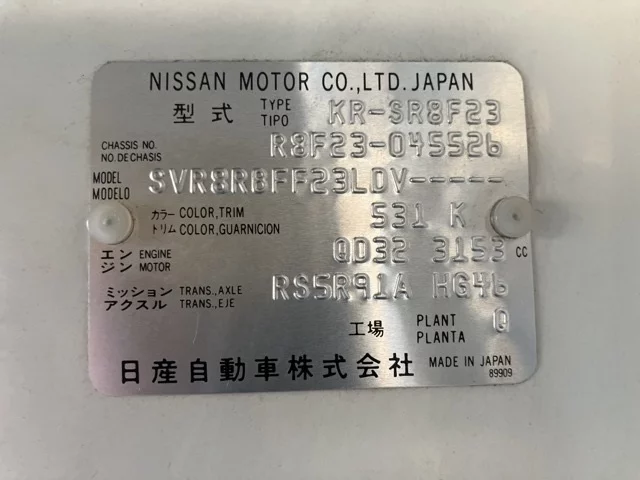 NISSAN MOTOR CO.,LTD. JAPAN
型式 TYPE TIPO KR-SR8F23
CHASSIS NO. NO. DE CHASIS R8F23-045526
MODEL MODELO SVR8R8FF23LDV-----
カラー COLOR, TRIM トリム COLOR, GUARNICION 531 K
エンジン ENGINE MOTOR QD32 3153 CC
ミッション TRANS., AXLE アクスル TRANS., EJE RS5R91A HG46
工場 PLANT PLANTA Q
日産自動車株式会社 MADE IN JAPAN
89909